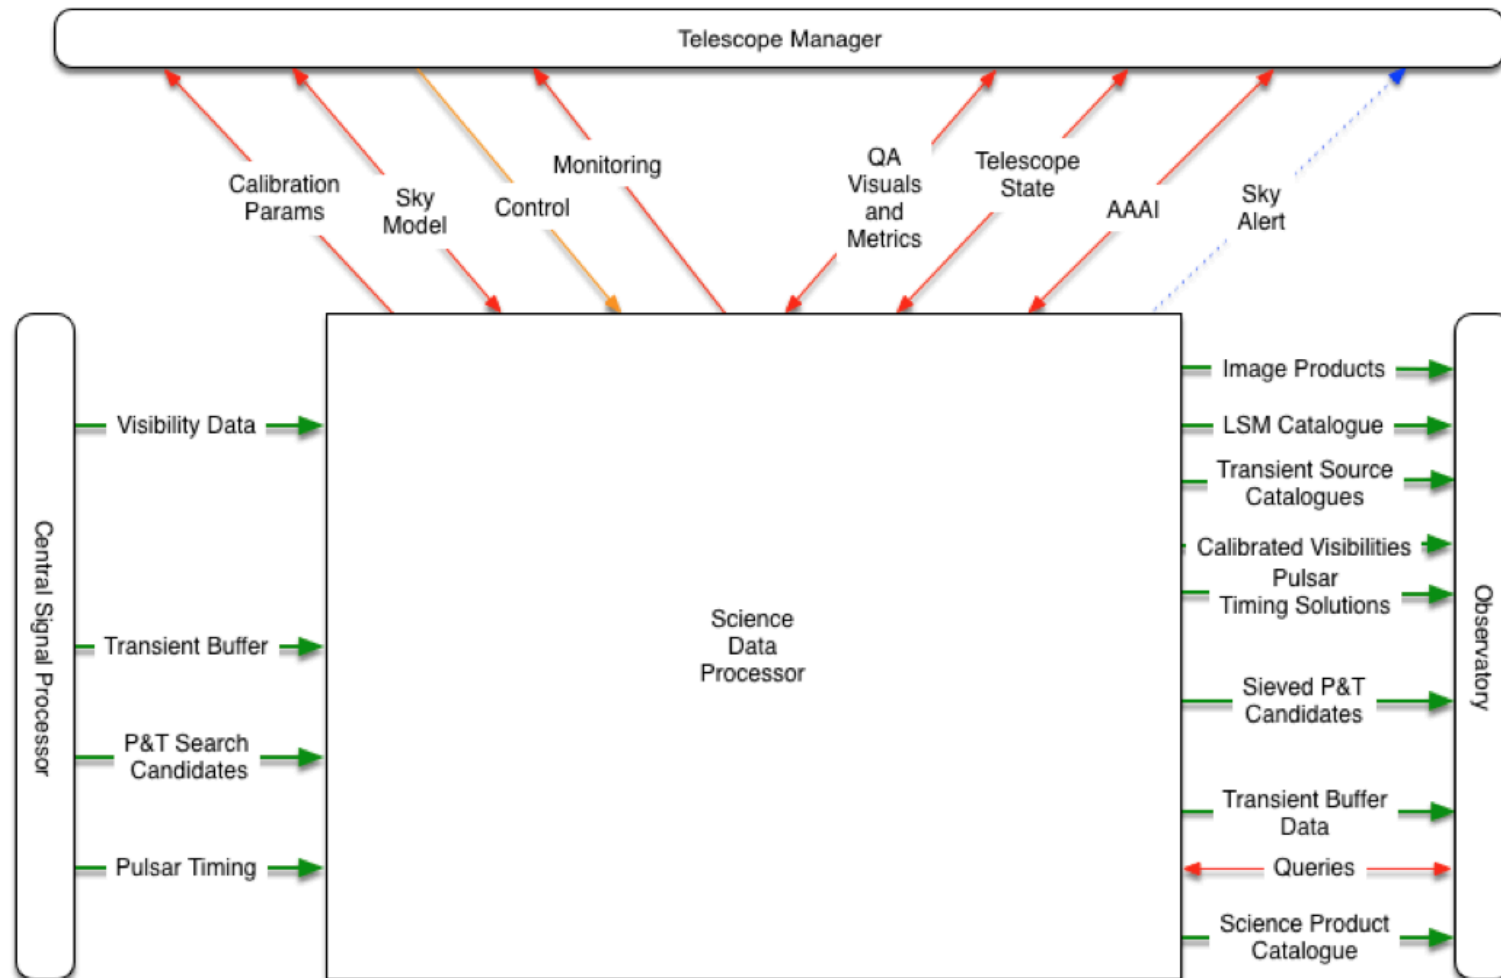 Telescope Manager
Calibration
Params
Sky
Model
Control
Monitoring
QA
Visuals
and
Metrics
Telescope
State
AAAI
Sky
Alert
Central Signal Processor
Visibility Data
Transient Buffer
P&T Search
Candidates
Pulsar Timing
Science
Data
Processor
Image Products
LSM Catalogue
Transient Source
Catalogues
Calibrated Visibilities
Pulsar
Timing Solutions
Sieved P&T
Candidates
Transient Buffer
Data
Queries
Science Product
Catalogue
Observatory